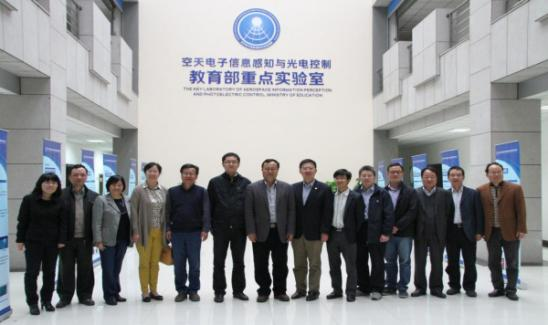 空天电子信息感知与光电控制
教育部重点实验室
THE KEY LABORATORY OF AEROSPACE INFORMATION PERCEPTION
AND PHOTOELECTRIC CONTROL, MINISTRY OF EDUCATION